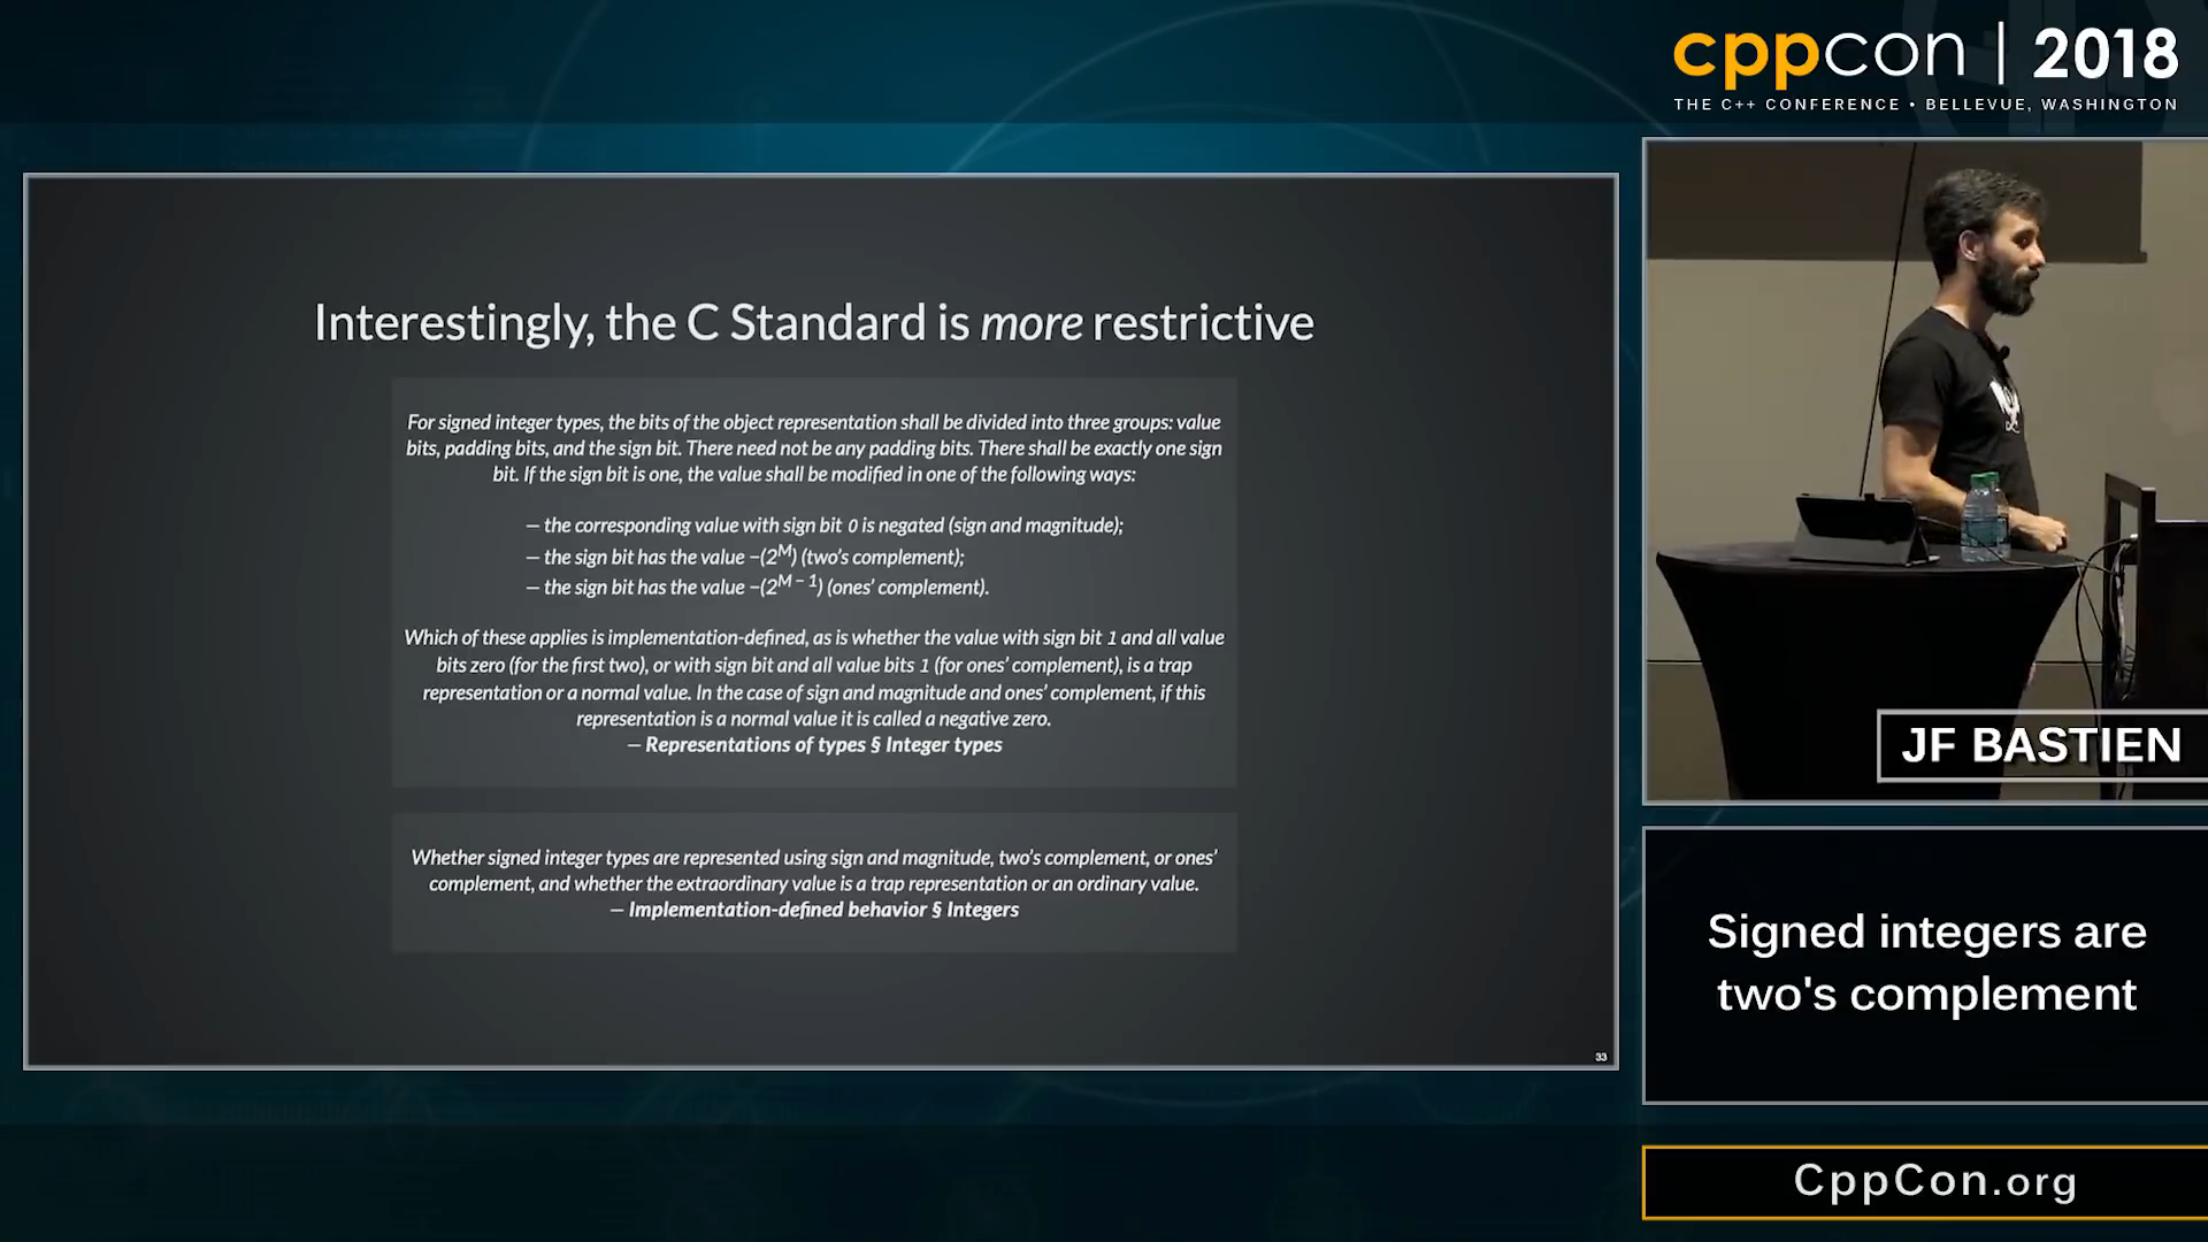 cppcon | 2018
THE C++ CONFERENCE • BELLEVUE, WASHINGTON
Interestingly, the C Standard is more restrictive
For signed integer types, the bits of the object representation shall be divided into three groups: value
bits, padding bits, and the sign bit. There need not be any padding bits. There shall be exactly one sign
bit. If the sign bit is one, the value shall be modified in one of the following ways:
— the corresponding value with sign bit 0 is negated (sign and magnitude);
— the sign bit has the value −(2^M) (two's complement);
— the sign bit has the value −(2^M − 1) (ones' complement).
Which of these applies is implementation-defined, as is whether the value with sign bit 1 and all value
bits zero (for the first two), or with sign bit and all value bits 1 (for ones' complement), is a trap
representation or a normal value. In the case of sign and magnitude and ones' complement, if this
representation is a normal value it is called a negative zero.
— Representations of types § Integer types
Whether signed integer types are represented using sign and magnitude, two's complement, or ones'
complement, and whether the extraordinary value is a trap representation or an ordinary value.
— Implementation-defined behavior § Integers
33
JF BASTIEN
Signed integers are
two's complement
CppCon.org